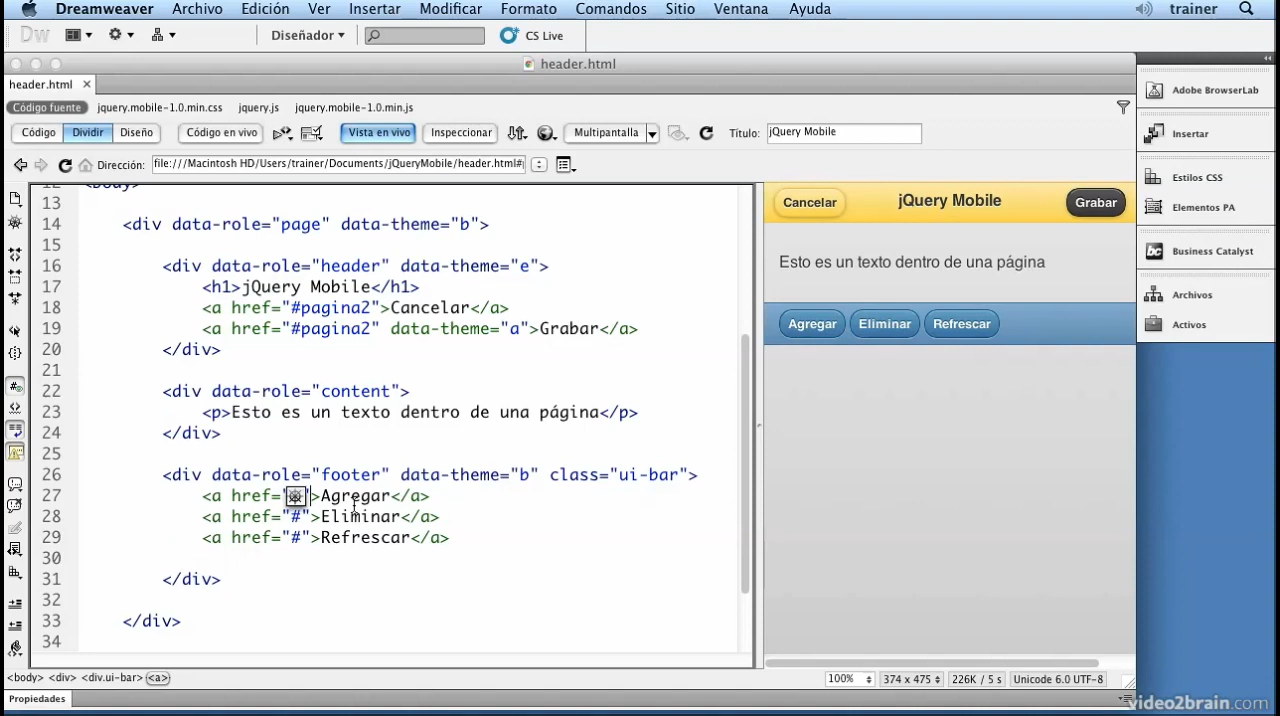 Dreamweaver Archivo Edición Ver Insertar Modificar Formato Comandos Sitio Ventana Ayuda trainer
Dw Diseñador CS Live
header.html
header.html
Código fuente jquery.mobile-1.0.min.css jquery.js jquery.mobile-1.0.min.js
Código Dividir Diseño Código en vivo Vista en vivo Inspeccionar Multipantalla Título: jQuery Mobile
Dirección: file:///Macintosh HD/Users/trainer/Documents/jQueryMobile/header.html#
12 <body>
13
14 <div data-role="page" data-theme="b">
15
16 <div data-role="header" data-theme="e">
17 <h1>jQuery Mobile</h1>
18 <a href="#pagina2">Cancelar</a>
19 <a href="#pagina2" data-theme="a">Grabar</a>
20 </div>
21
22 <div data-role="content">
23 <p>Esto es un texto dentro de una página</p>
24 </div>
25
26 <div data-role="footer" data-theme="b" class="ui-bar">
27 <a href="">Agregar</a>
28 <a href="#">Eliminar</a>
29 <a href="#">Refrescar</a>
30
31 </div>
32
33 </div>
34
Cancelar jQuery Mobile Grabar
Esto es un texto dentro de una página
Agregar Eliminar Refrescar
Adobe BrowserLab
Insertar
Estilos CSS
Elementos PA
bc Business Catalyst
Archivos
Activos
<body> <div> <div.ui-bar> <a> 100% 374 x 475 226K / 5 s Unicode 6.0 UTF-8
Propiedades
video2brain.com